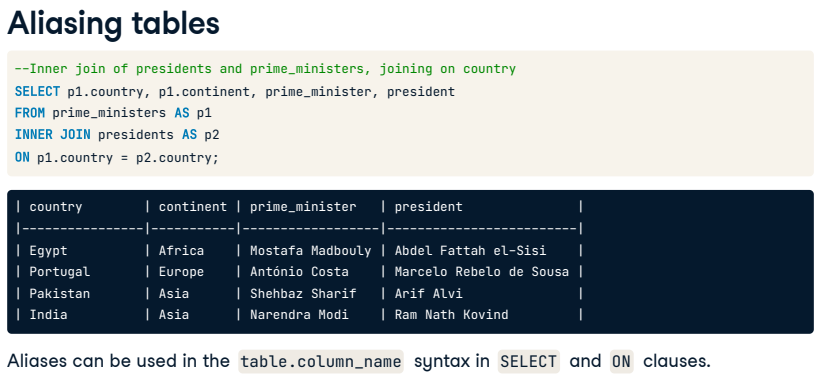 Aliasing tables
--Inner join of presidents and prime_ministers, joining on country
SELECT p1.country, p1.continent, prime_minister, president
FROM prime_ministers AS p1
INNER JOIN presidents AS p2
ON p1.country = p2.country;
| country        | continent | prime_minister   | president               |
|----------------|-----------|------------------|-------------------------|
| Egypt          | Africa    | Mostafa Madbouly | Abdel Fattah el-Sisi    |
| Portugal       | Europe    | António Costa    | Marcelo Rebelo de Sousa |
| Pakistan       | Asia      | Shehbaz Sharif   | Arif Alvi               |
| India          | Asia      | Narendra Modi    | Ram Nath Kovind         |
Aliases can be used in the table.column_name syntax in SELECT and ON clauses.